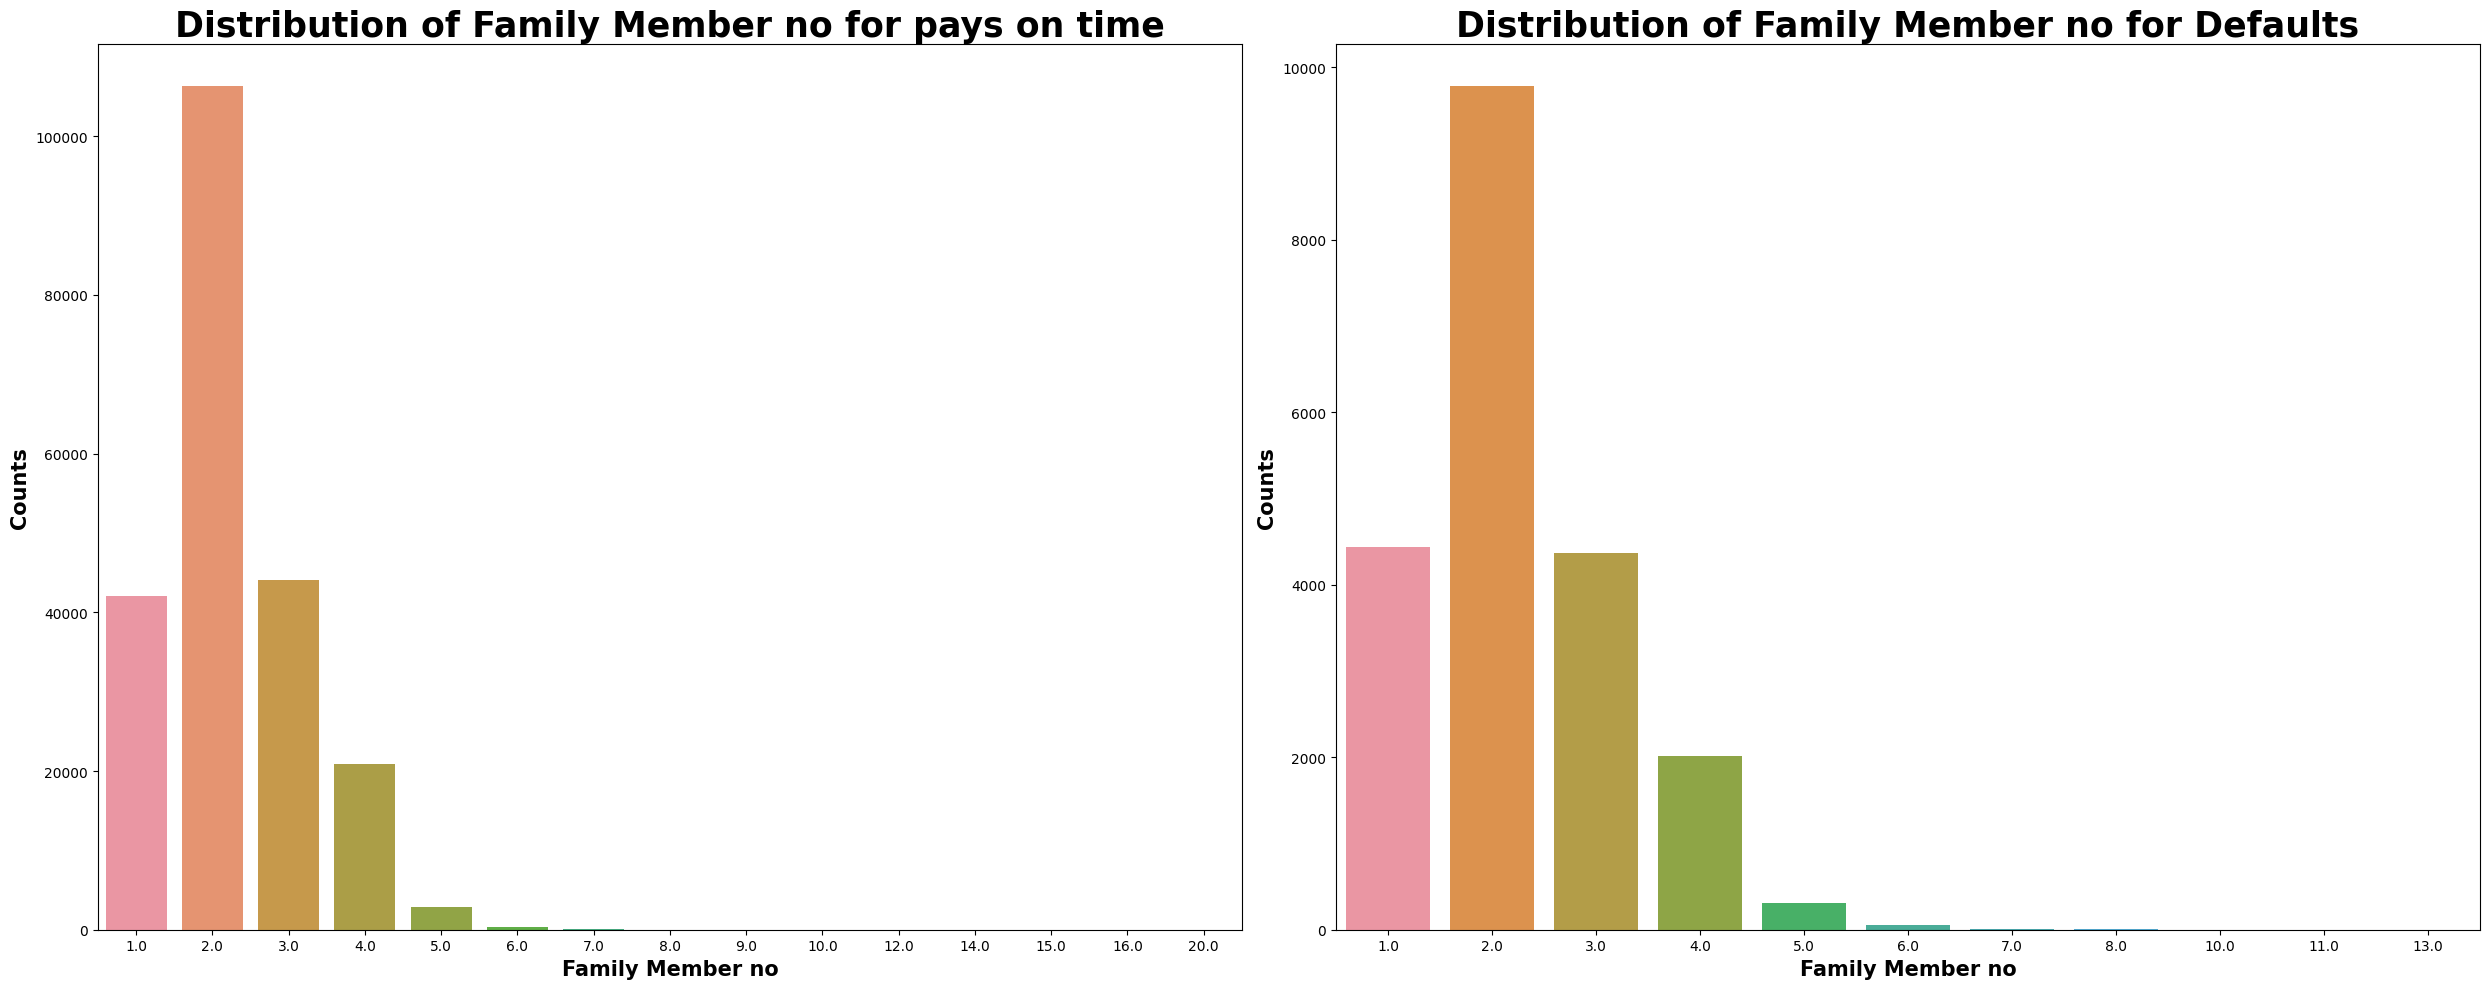 Distribution of Family Member no for pays on time
Counts
100000
80000
60000
40000
20000
0
1.0 2.0 3.0 4.0 5.0 6.0 7.0 8.0 9.0 10.0 12.0 14.0 15.0 16.0 20.0
Family Member no
Distribution of Family Member no for Defaults
Counts
10000
8000
6000
4000
2000
0
1.0 2.0 3.0 4.0 5.0 6.0 7.0 8.0 10.0 11.0 13.0
Family Member no